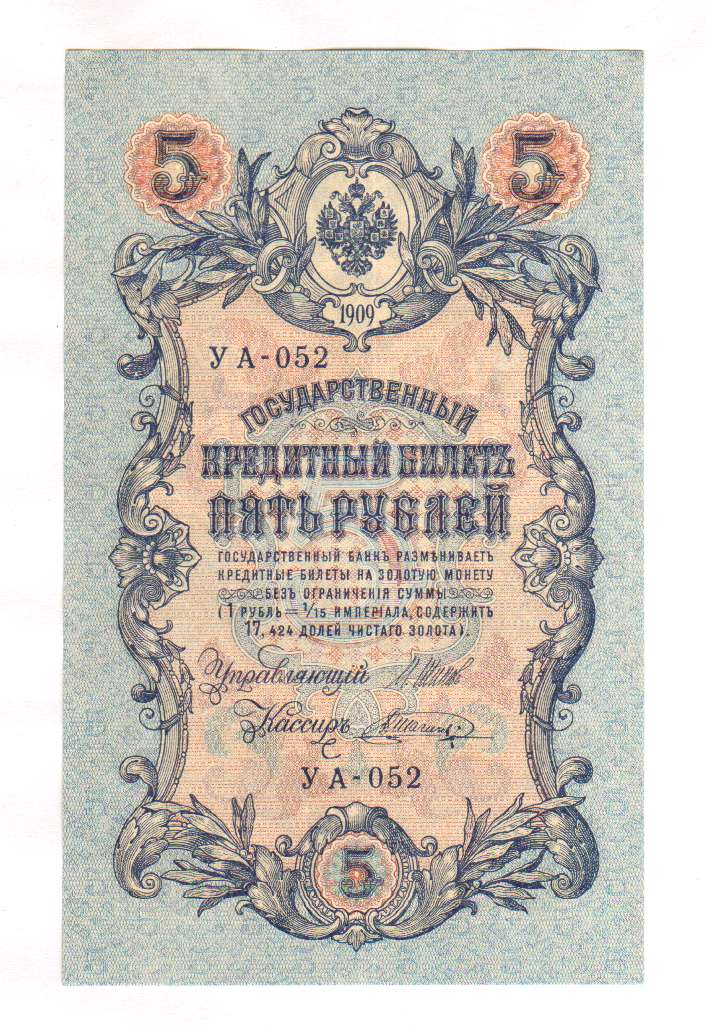 5 5
1909
УА-052
ГОСУДАРСТВЕННЫЙ
КРЕДИТНЫЙ БИЛЕТЪ
ПЯТЬ РУБЛЕЙ
ГОСУДАРСТВЕННЫЙ БАНКЪ РАЗМѢНИВАЕТЪ
КРЕДИТНЫЕ БИЛЕТЫ НА ЗОЛОТУЮ МОНЕТУ
БЕЗЪ ОГРАНИЧЕНІЯ СУММЫ
(1 РУБЛЬ = 1/15 ИМПЕРІАЛА, СОДЕРЖИТЪ
17,424 ДОЛЕЙ ЧИСТАГО ЗОЛОТА).
Управляющій
Кассиръ
УА-052
5